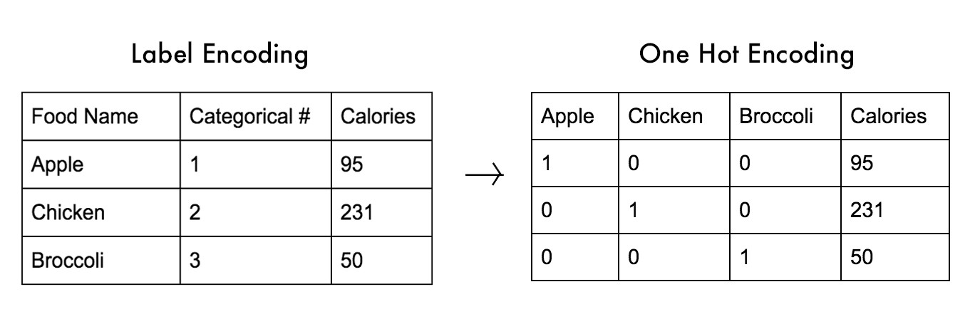 Label Encoding
Food Name Categorical # Calories
Apple 1 95
Chicken 2 231
Broccoli 3 50
→
One Hot Encoding
Apple Chicken Broccoli Calories
1 0 0 95
0 1 0 231
0 0 1 50